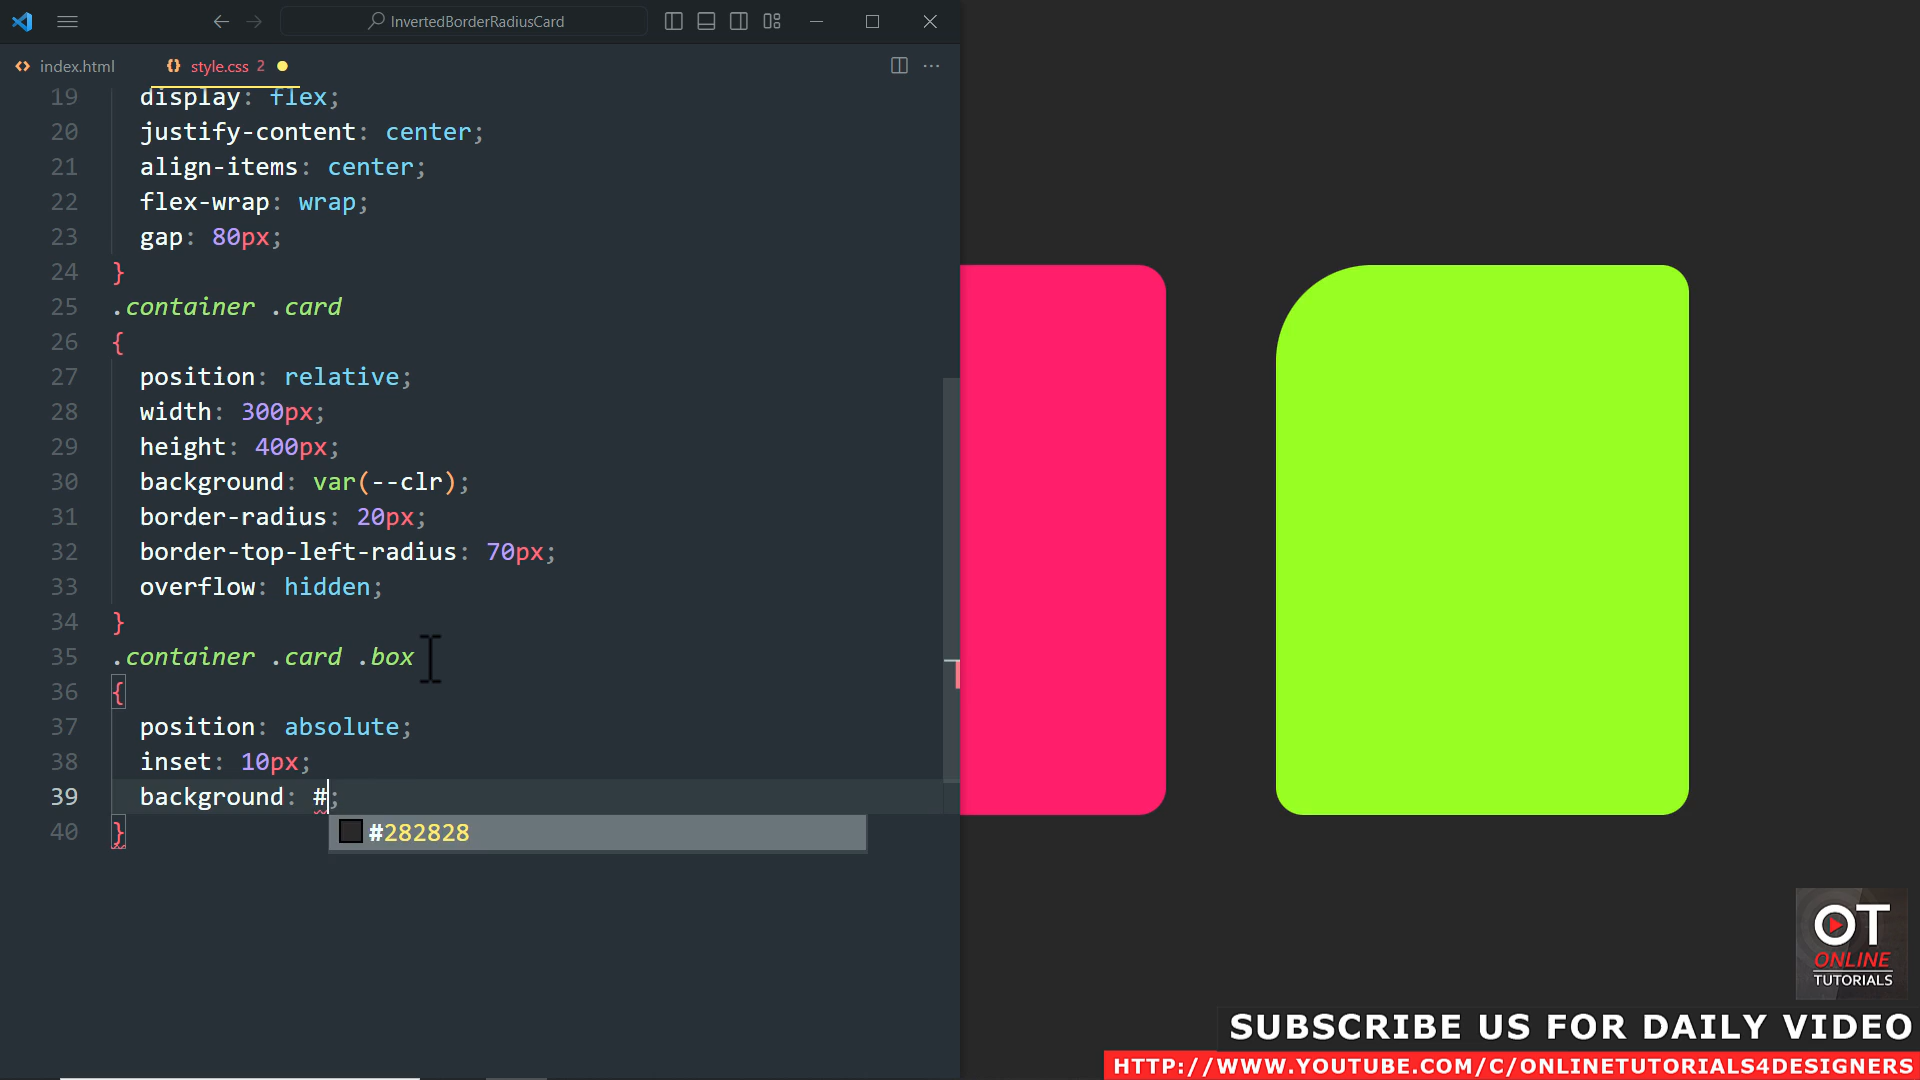 InvertedBorderRadiusCard
index.html
style.css 2
19 display: flex;
20 justify-content: center;
21 align-items: center;
22 flex-wrap: wrap;
23 gap: 80px;
24 }
25 .container .card
26 {
27 position: relative;
28 width: 300px;
29 height: 400px;
30 background: var(--clr);
31 border-radius: 20px;
32 border-top-left-radius: 70px;
33 overflow: hidden;
34 }
35 .container .card .box
36 {
37 position: absolute;
38 inset: 10px;
39 background: #;
40 }
#282828
OT
ONLINE
TUTORIALS
SUBSCRIBE US FOR DAILY VIDEO
HTTP://WWW.YOUTUBE.COM/C/ONLINETUTORIALS4DESIGNERS